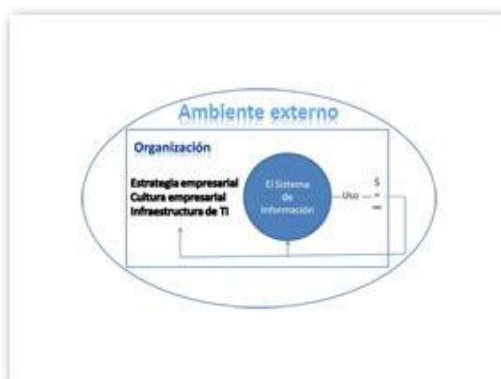 Ambiente externo
Organización
Estrategia empresarial
Cultura empresarial
Infraestructura de TI
El Sistema
de
Información
Uso